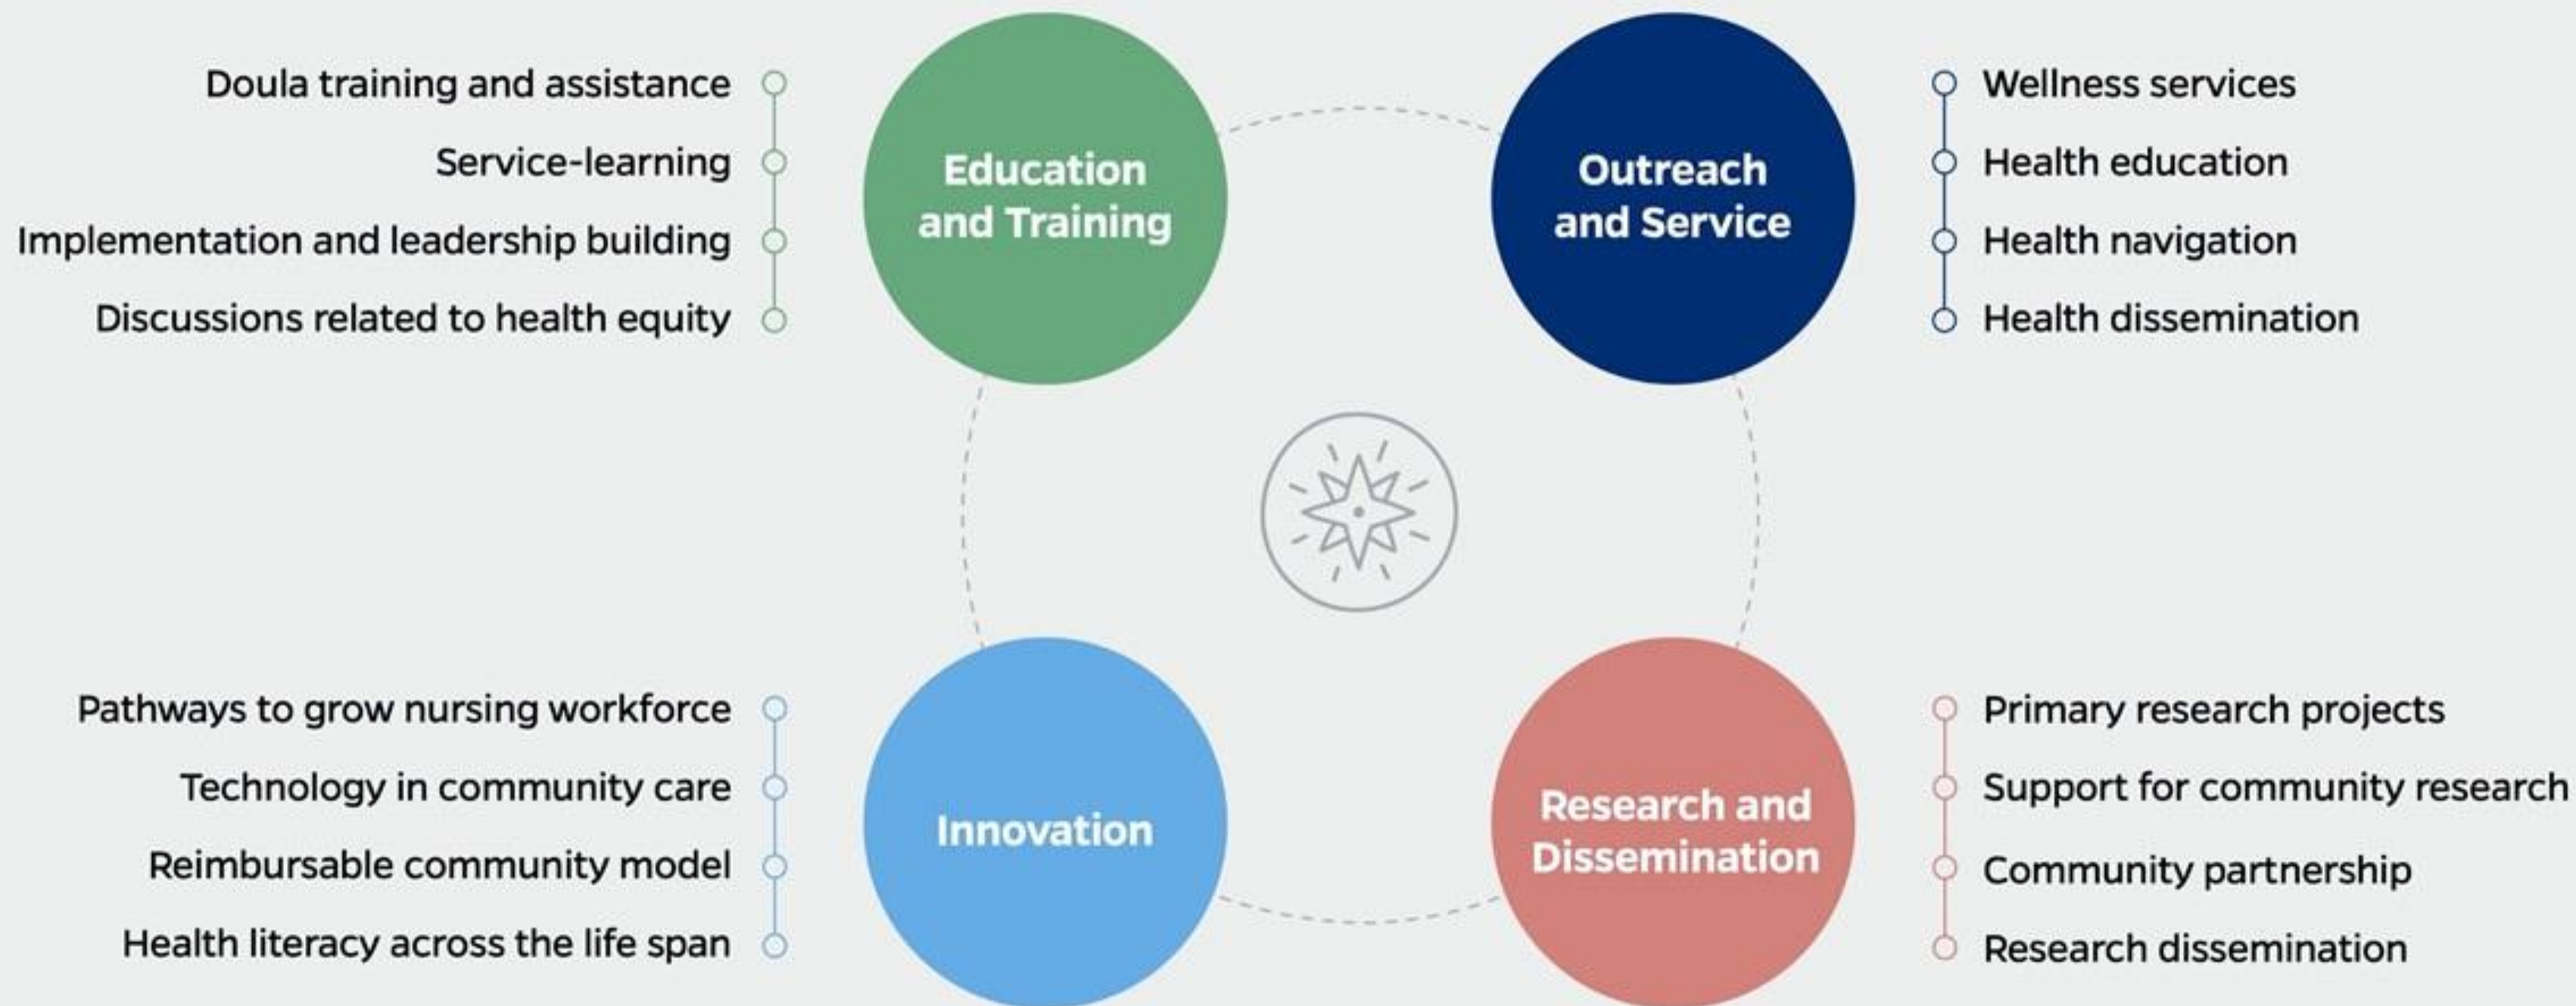 Doula training and assistance
Service-learning
Implementation and leadership building
Discussions related to health equity
Education
and Training
Outreach
and Service
Wellness services
Health education
Health navigation
Health dissemination
Pathways to grow nursing workforce
Technology in community care
Reimbursable community model
Health literacy across the life span
Innovation
Research and
Dissemination
Primary research projects
Support for community research
Community partnership
Research dissemination